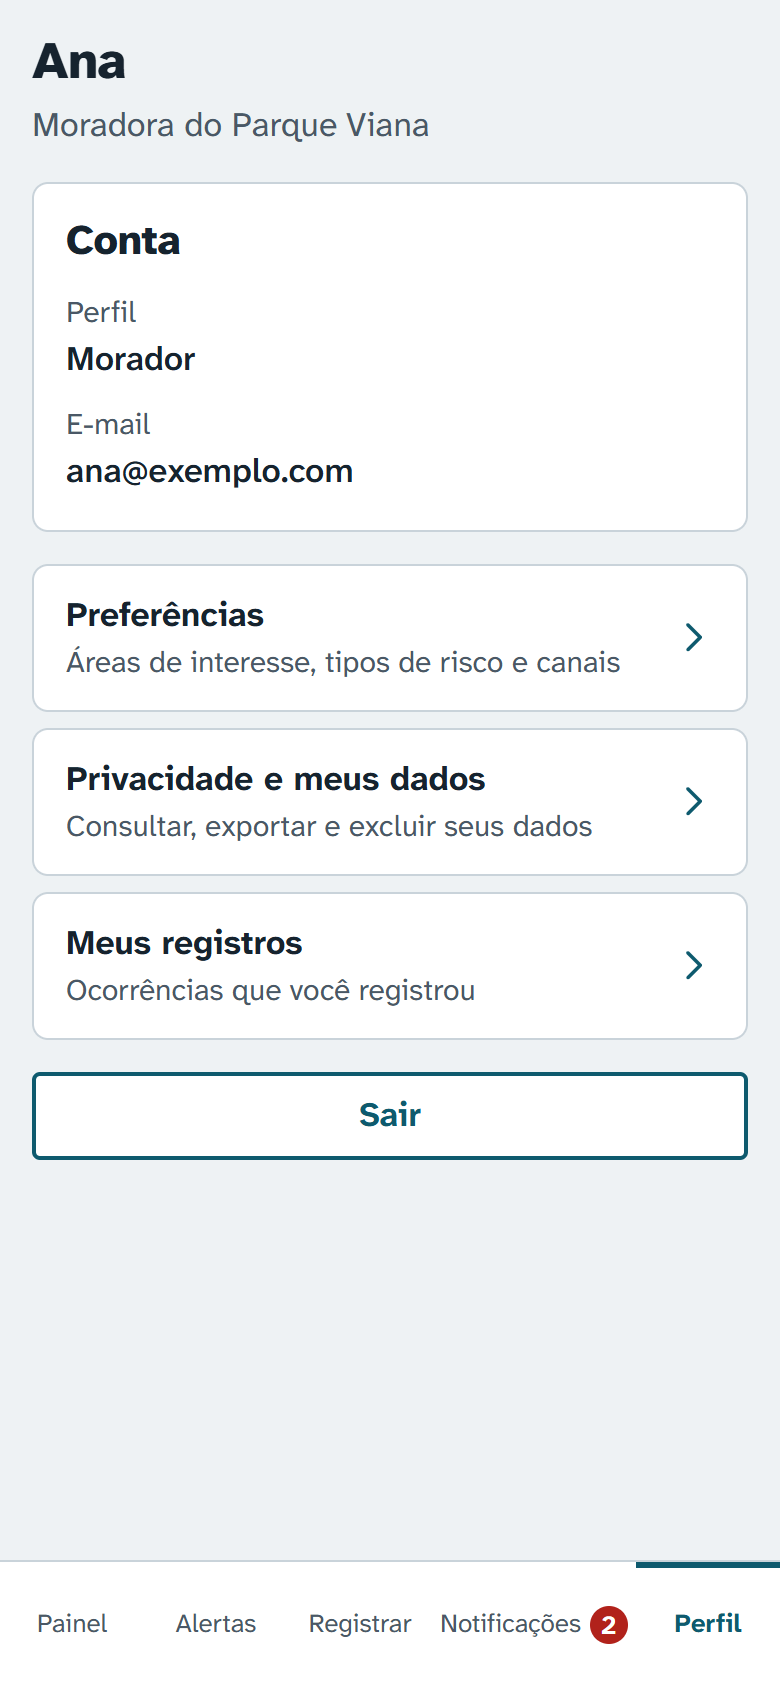 Ana
Moradora do Parque Viana
Conta
Perfil
Morador
E-mail
ana@exemplo.com
Preferências
Áreas de interesse, tipos de risco e canais
Privacidade e meus dados
Consultar, exportar e excluir seus dados
Meus registros
Ocorrências que você registrou
Sair
Painel Alertas Registrar Notificações 2 Perfil